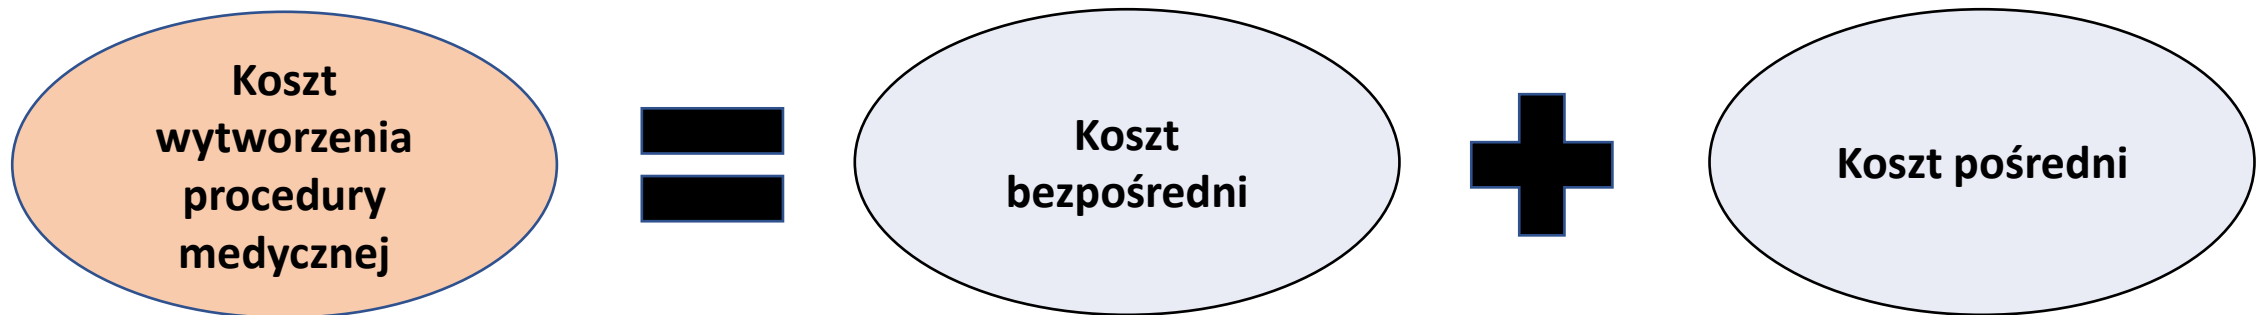 Koszt
wytworzenia
procedury
medycznej
Koszt
bezpośredni
Koszt pośredni